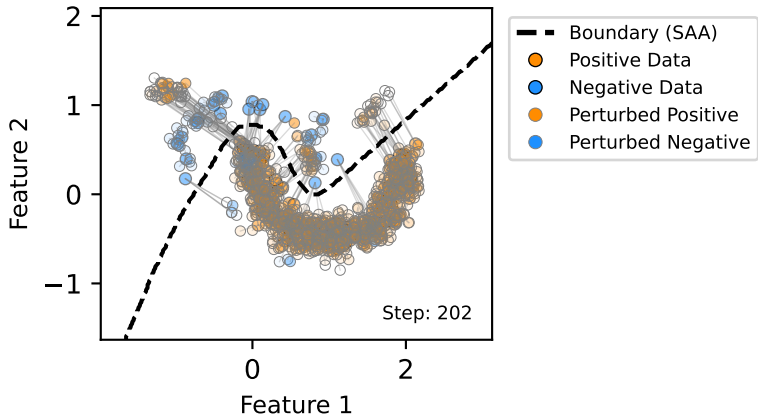 2
1
0
−1
Feature 2
0
2
Feature 1
Step: 202
Boundary (SAA)
Positive Data
Negative Data
Perturbed Positive
Perturbed Negative